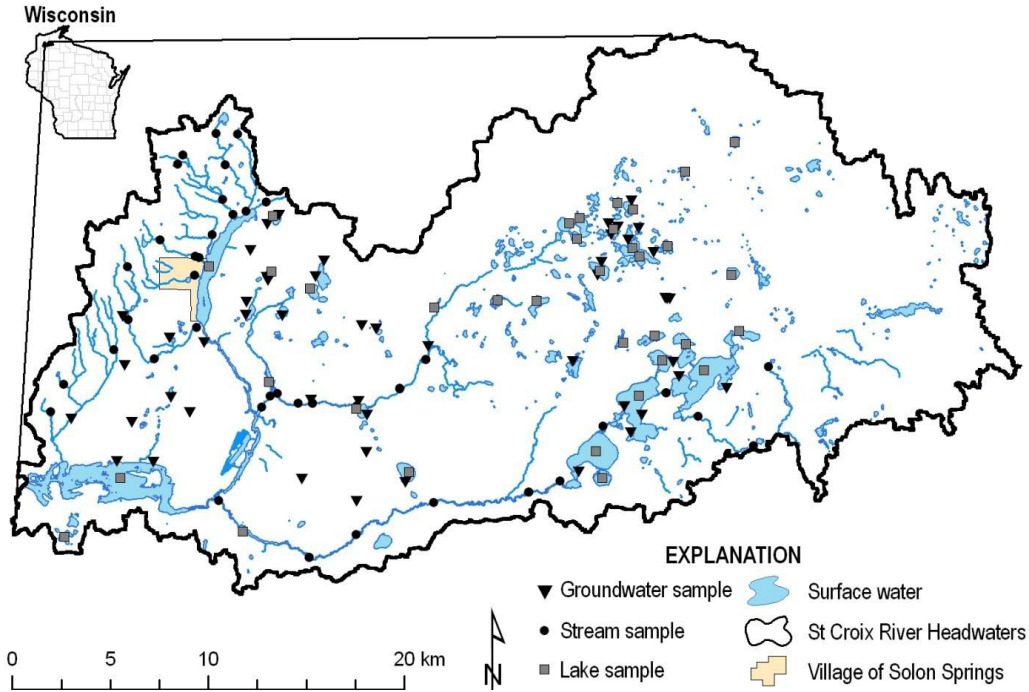 Wisconsin
EXPLANATION
Groundwater sample
Surface water
Stream sample
St Croix River Headwaters
Lake sample
Village of Solon Springs
N
0 5 10 20 km